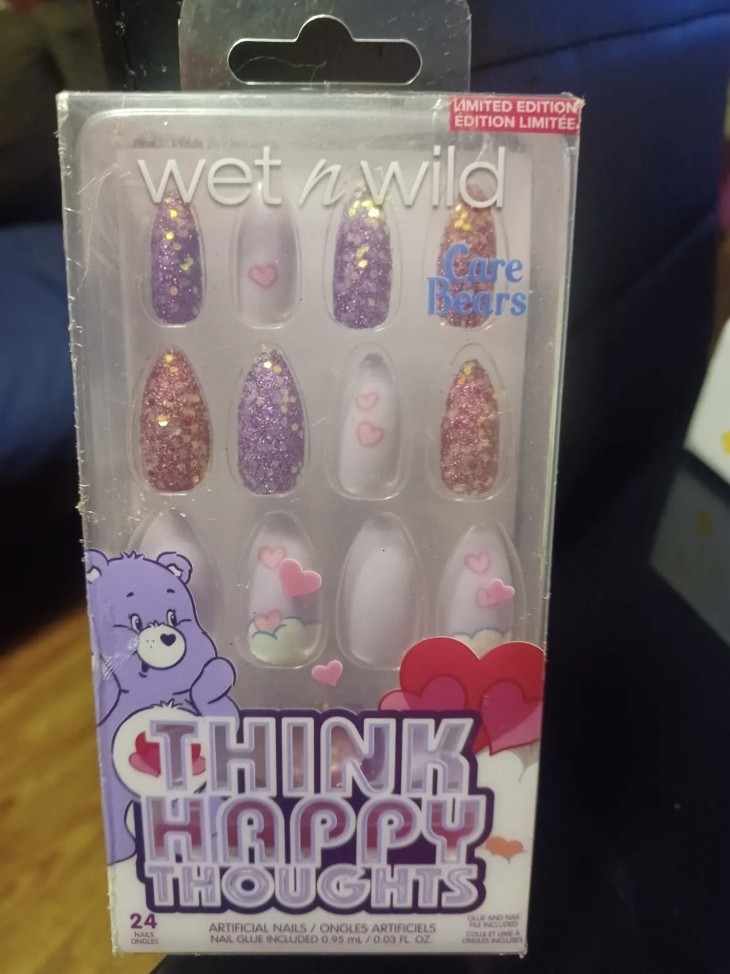 LIMITED EDITION
ÉDITION LIMITÉE
wet n wild
Care
Bears
THINK
HAPPY
THOUGHTS
24
NAILS
ONGLES
ARTIFICIAL NAILS / ONGLES ARTIFICIELS
NAIL GLUE INCLUDED 0.95 mL / 0.03 FL. OZ.
GLUE AND NAIL
FILE INCLUDED
COLLE ET LIME À
ONGLES INCLUSES